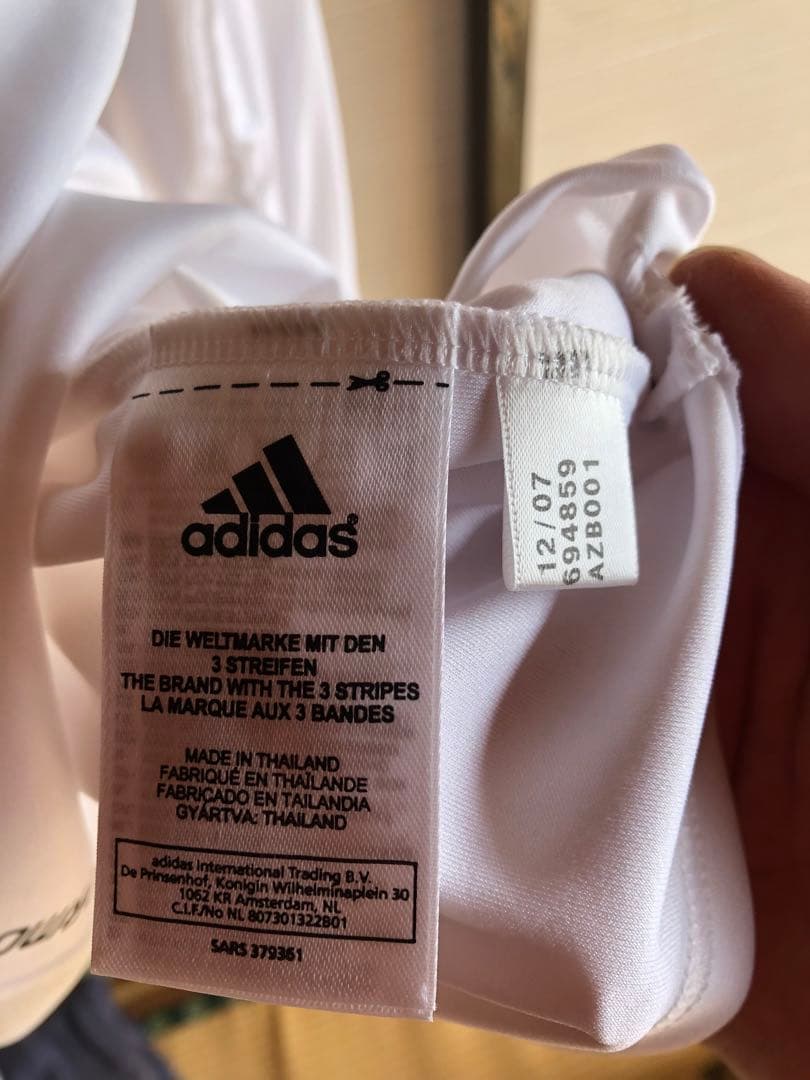 adidas®
DIE WELTMARKE MIT DEN
3 STREIFEN
THE BRAND WITH THE 3 STRIPES
LA MARQUE AUX 3 BANDES
MADE IN THAILAND
FABRIQUÉ EN THAÏLANDE
FABRICADO EN TAILANDIA
GYÁRTVA: THAILAND
adidas International Trading B.V.
De Prinsenhof, Konigin Wilhelminaplein 30
1062 KR Amsterdam, NL
C.I.F./No NL 807301322B01
SARS 379361
12/07
694859
AZB001